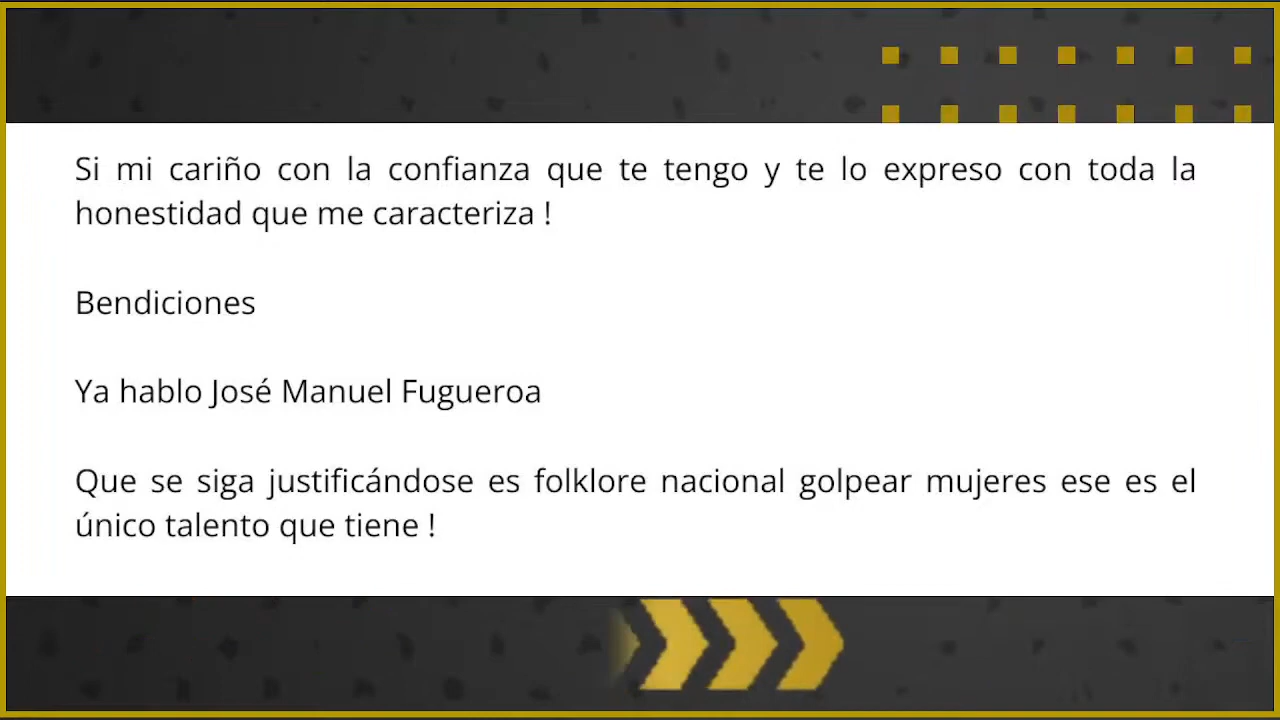 Si mi cariño con la confianza que te tengo y te lo expreso con toda la
honestidad que me caracteriza !
Bendiciones
Ya hablo José Manuel Fugueroa
Que se siga justificándose es folklore nacional golpear mujeres ese es el
único talento que tiene !